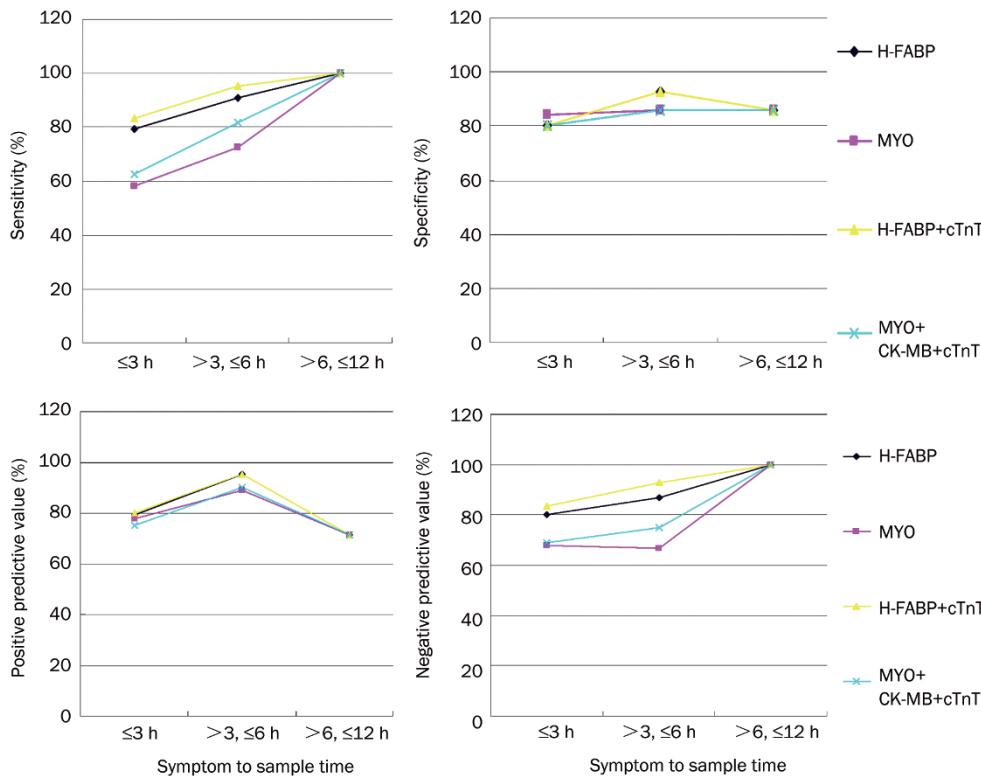 120
100
80
60
40
20
0
Sensitivity (%)
≤3 h
>3, ≤6 h
>6, ≤12 h
120
100
80
60
40
20
0
Specificity (%)
≤3 h
>3, ≤6 h
>6, ≤12 h
H-FABP
MYO
H-FABP+cTnT
MYO+
CK-MB+cTnT
120
100
80
60
40
20
0
Positive predictive value (%)
≤3 h
>3, ≤6 h
>6, ≤12 h
Symptom to sample time
120
100
80
60
40
20
0
Negative predictive value (%)
≤3 h
>3, ≤6 h
>6, ≤12 h
Symptom to sample time
H-FABP
MYO
H-FABP+cTnT
MYO+
CK-MB+cTnT